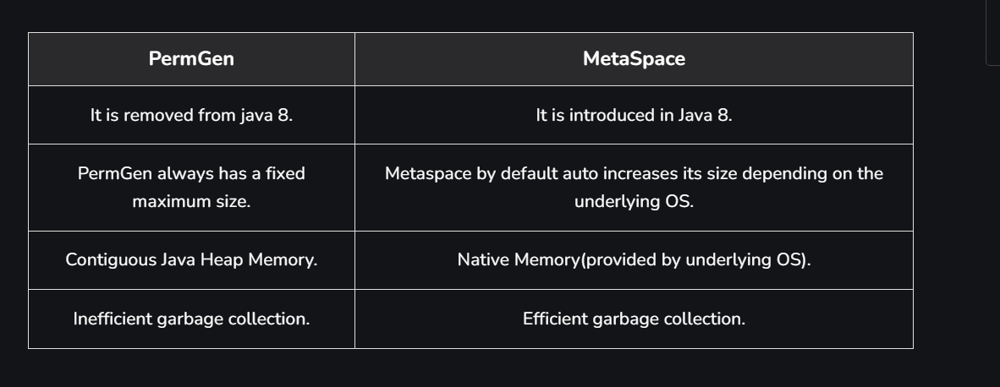 PermGen
MetaSpace
It is removed from java 8.
It is introduced in Java 8.
PermGen always has a fixed
maximum size.
Metaspace by default auto increases its size depending on the
underlying OS.
Contiguous Java Heap Memory.
Native Memory(provided by underlying OS).
Inefficient garbage collection.
Efficient garbage collection.